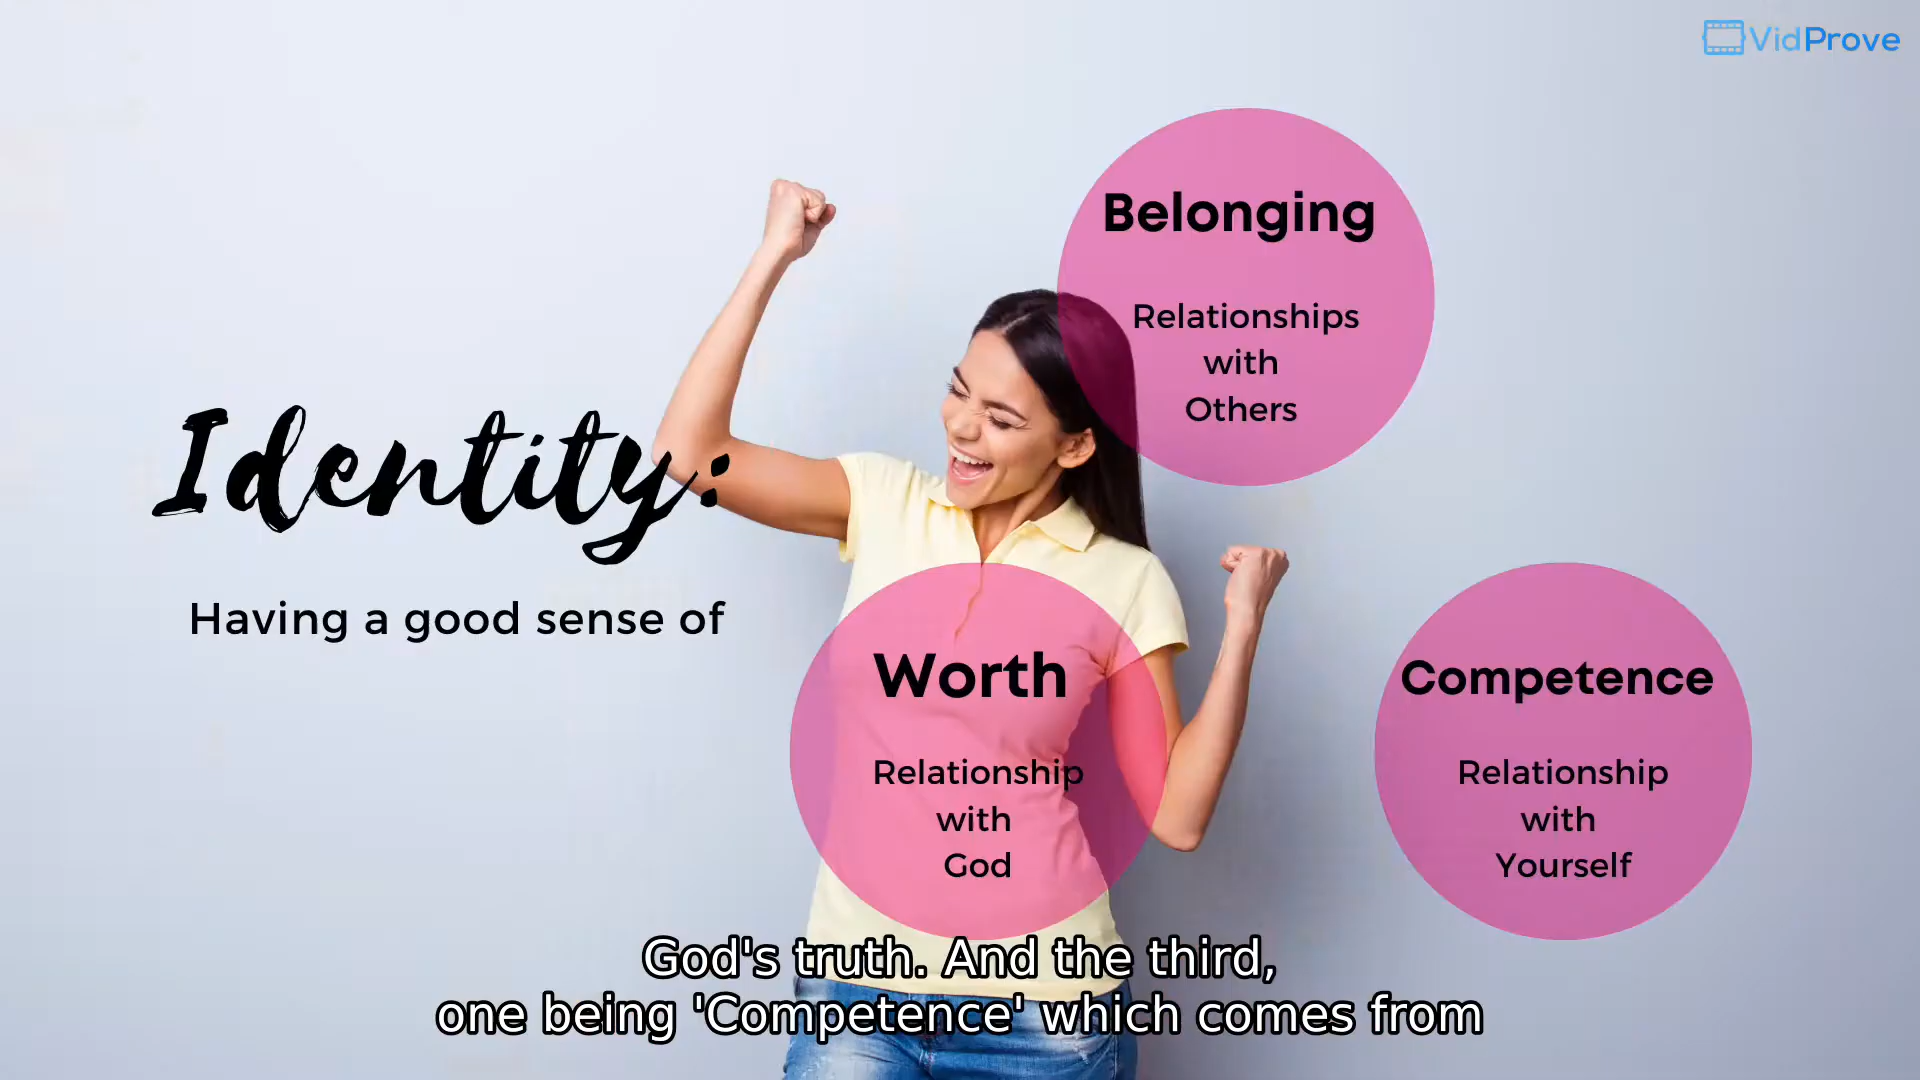 VidProve
Belonging
Relationships
with
Others
Identity:
Having a good sense of
Worth
Relationship
with
God
Competence
Relationship
with
Yourself
God's truth. And the third,
one being 'Competence' which comes from